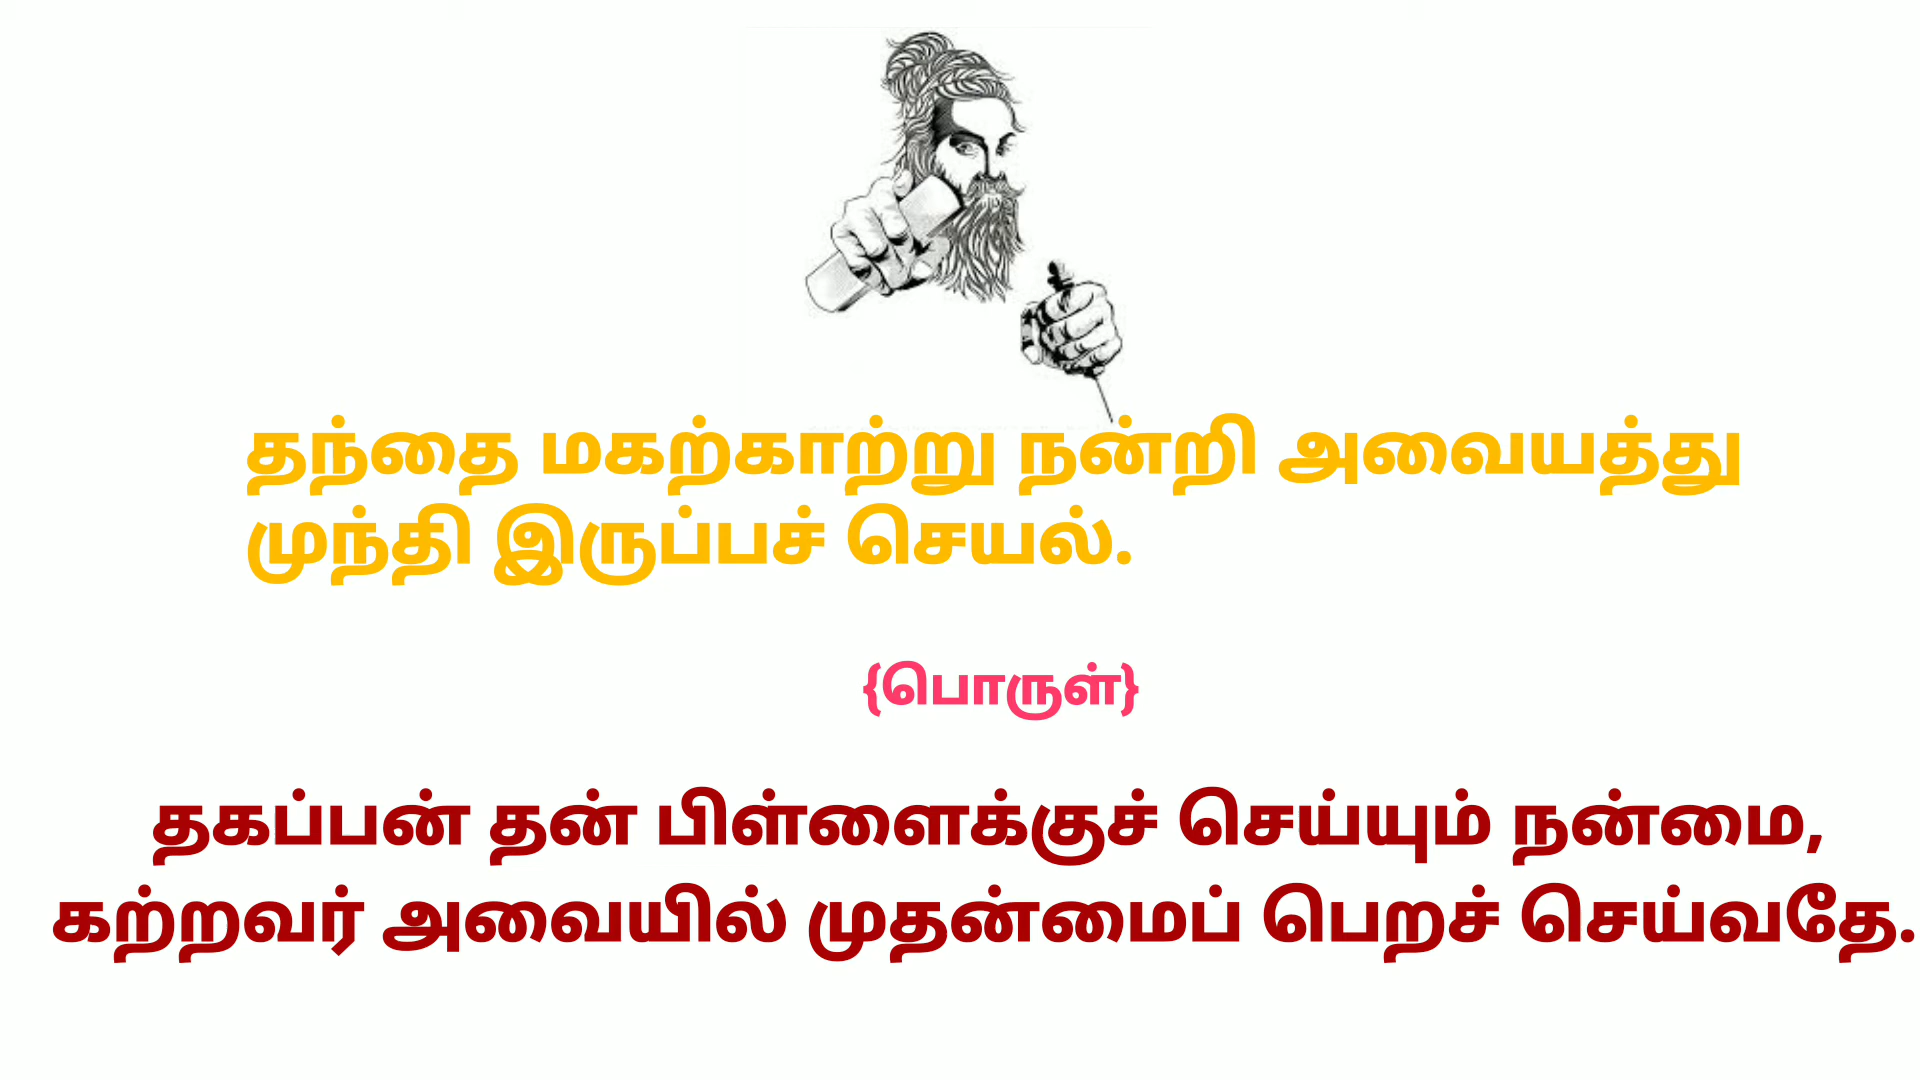 தந்தை மகற்காற்று நன்றி அவையத்து
முந்தி இருப்பச் செயல்.
{பொருள்}
தகப்பன் தன் பிள்ளைக்குச் செய்யும் நன்மை,
கற்றவர் அவையில் முதன்மைப் பெறச் செய்வதே.